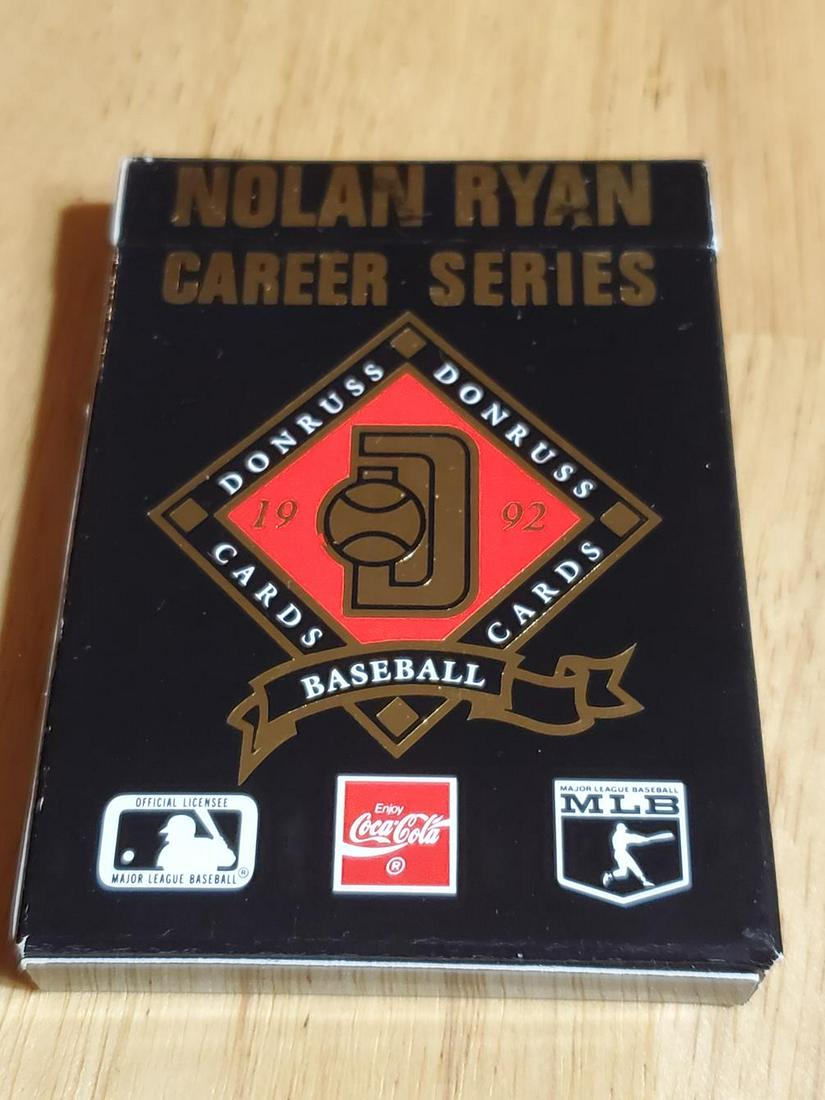 NOLAN RYAN
CAREER SERIES
DONRUSS DONRUSS
19 92
CARDS CARDS
BASEBALL
OFFICIAL LICENSEE
MAJOR LEAGUE BASEBALL®
Enjoy
Coca-Cola
®
MAJOR LEAGUE BASEBALL
MLB